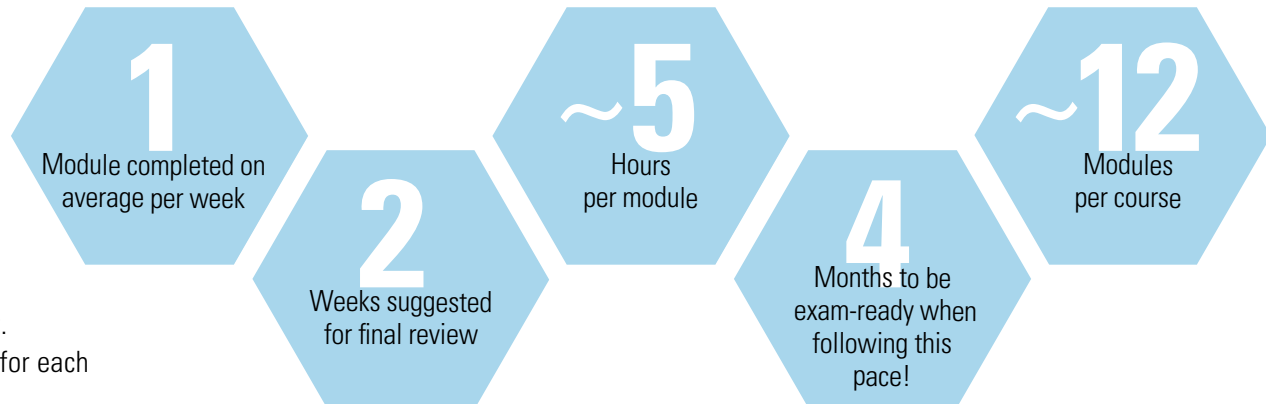 1
Module completed on
average per week
2
Weeks suggested
for final review
~5
Hours
per module
4
Months to be
exam-ready when
following this
pace!
~12
Modules
per course
.
for each